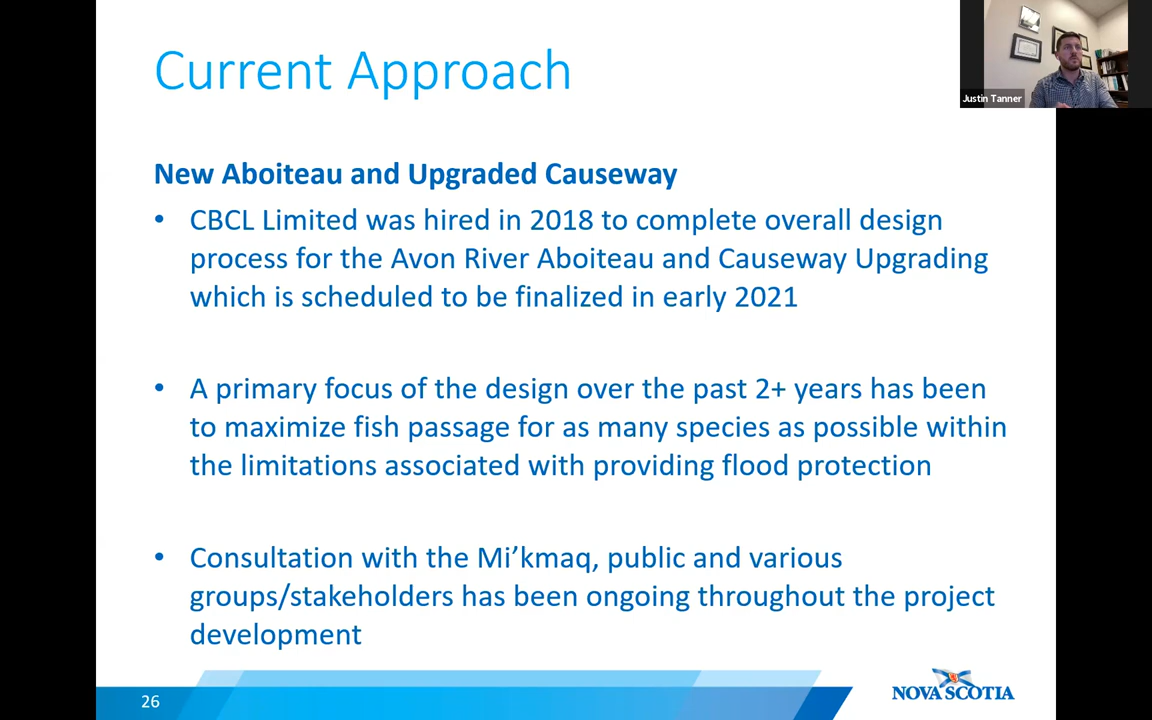 Current Approach
Justin Tanner
New Aboiteau and Upgraded Causeway
• CBCL Limited was hired in 2018 to complete overall design
process for the Avon River Aboiteau and Causeway Upgrading
which is scheduled to be finalized in early 2021
• A primary focus of the design over the past 2+ years has been
to maximize fish passage for as many species as possible within
the limitations associated with providing flood protection
• Consultation with the Mi’kmaq, public and various
groups/stakeholders has been ongoing throughout the project
development
26
NOVA SCOTIA